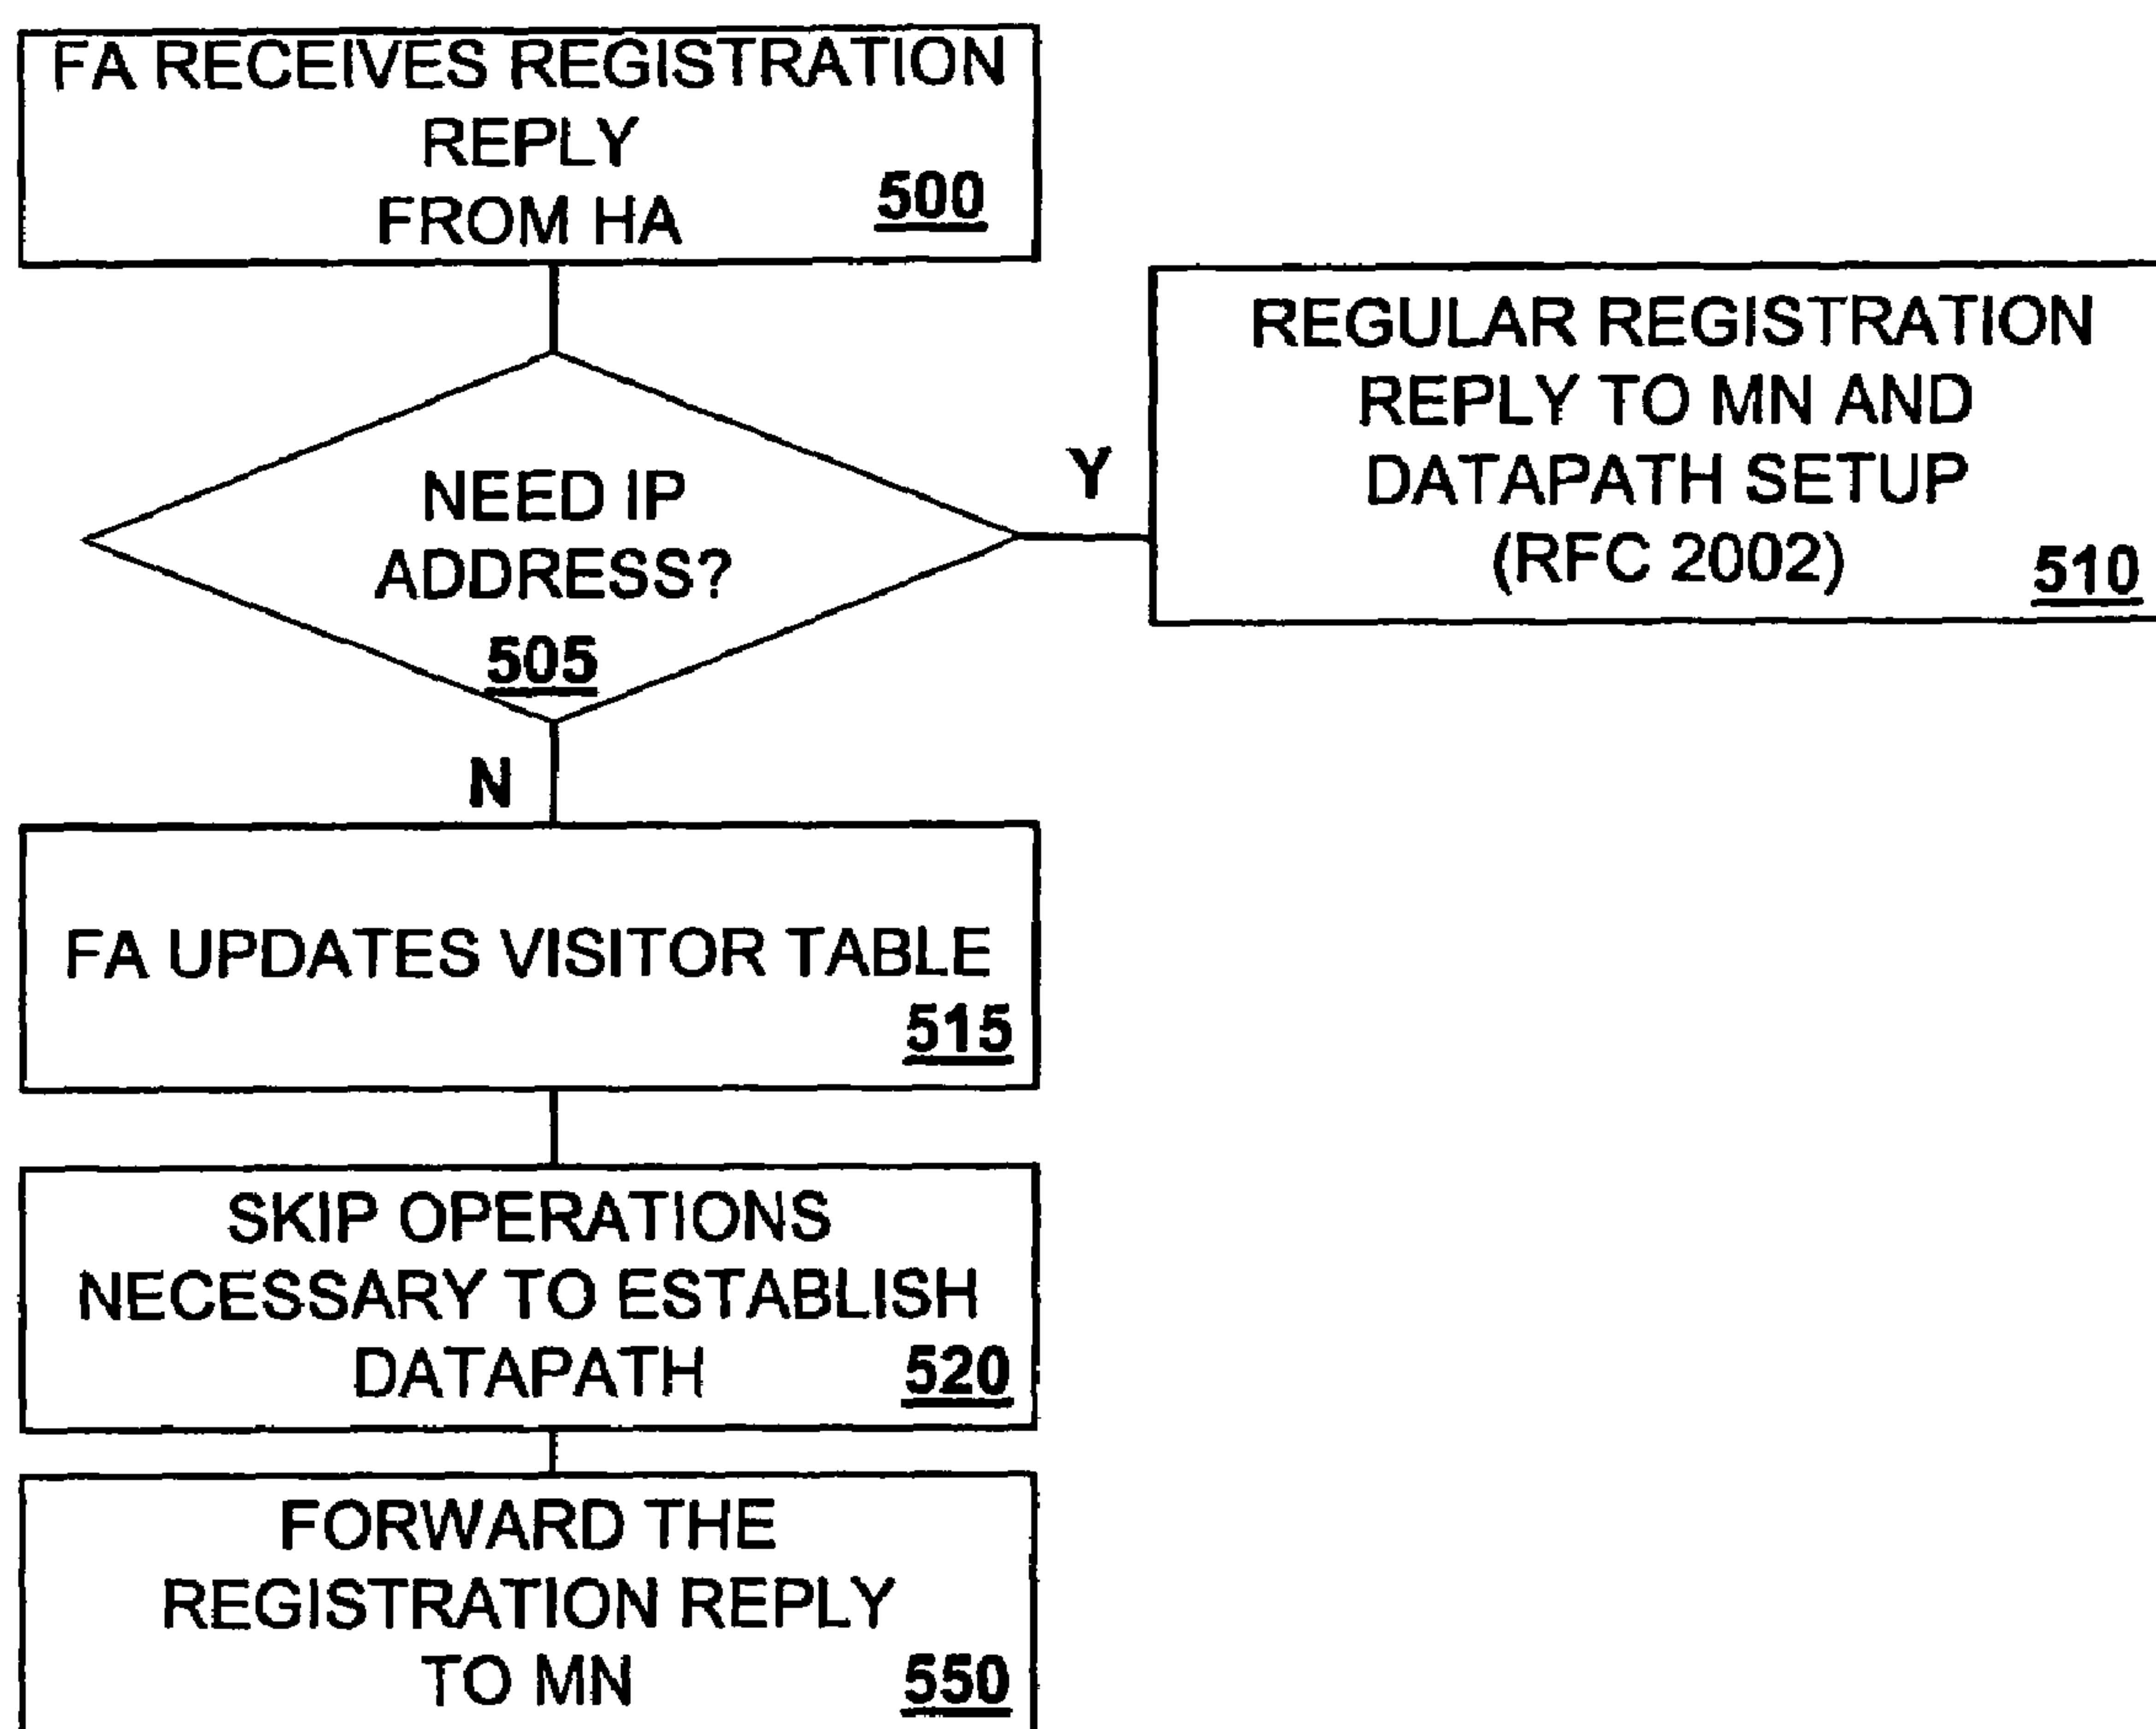 FA RECEIVES REGISTRATION
REPLY
FROM HA
500
NEED IP
ADDRESS?
505
Y
REGULAR REGISTRATION
REPLY TO MN AND
DATAPATH SETUP
(RFC 2002)
510
N
FA UPDATES VISITOR TABLE
515
SKIP OPERATIONS
NECESSARY TO ESTABLISH
DATAPATH
520
FORWARD THE
REGISTRATION REPLY
TO MN
550